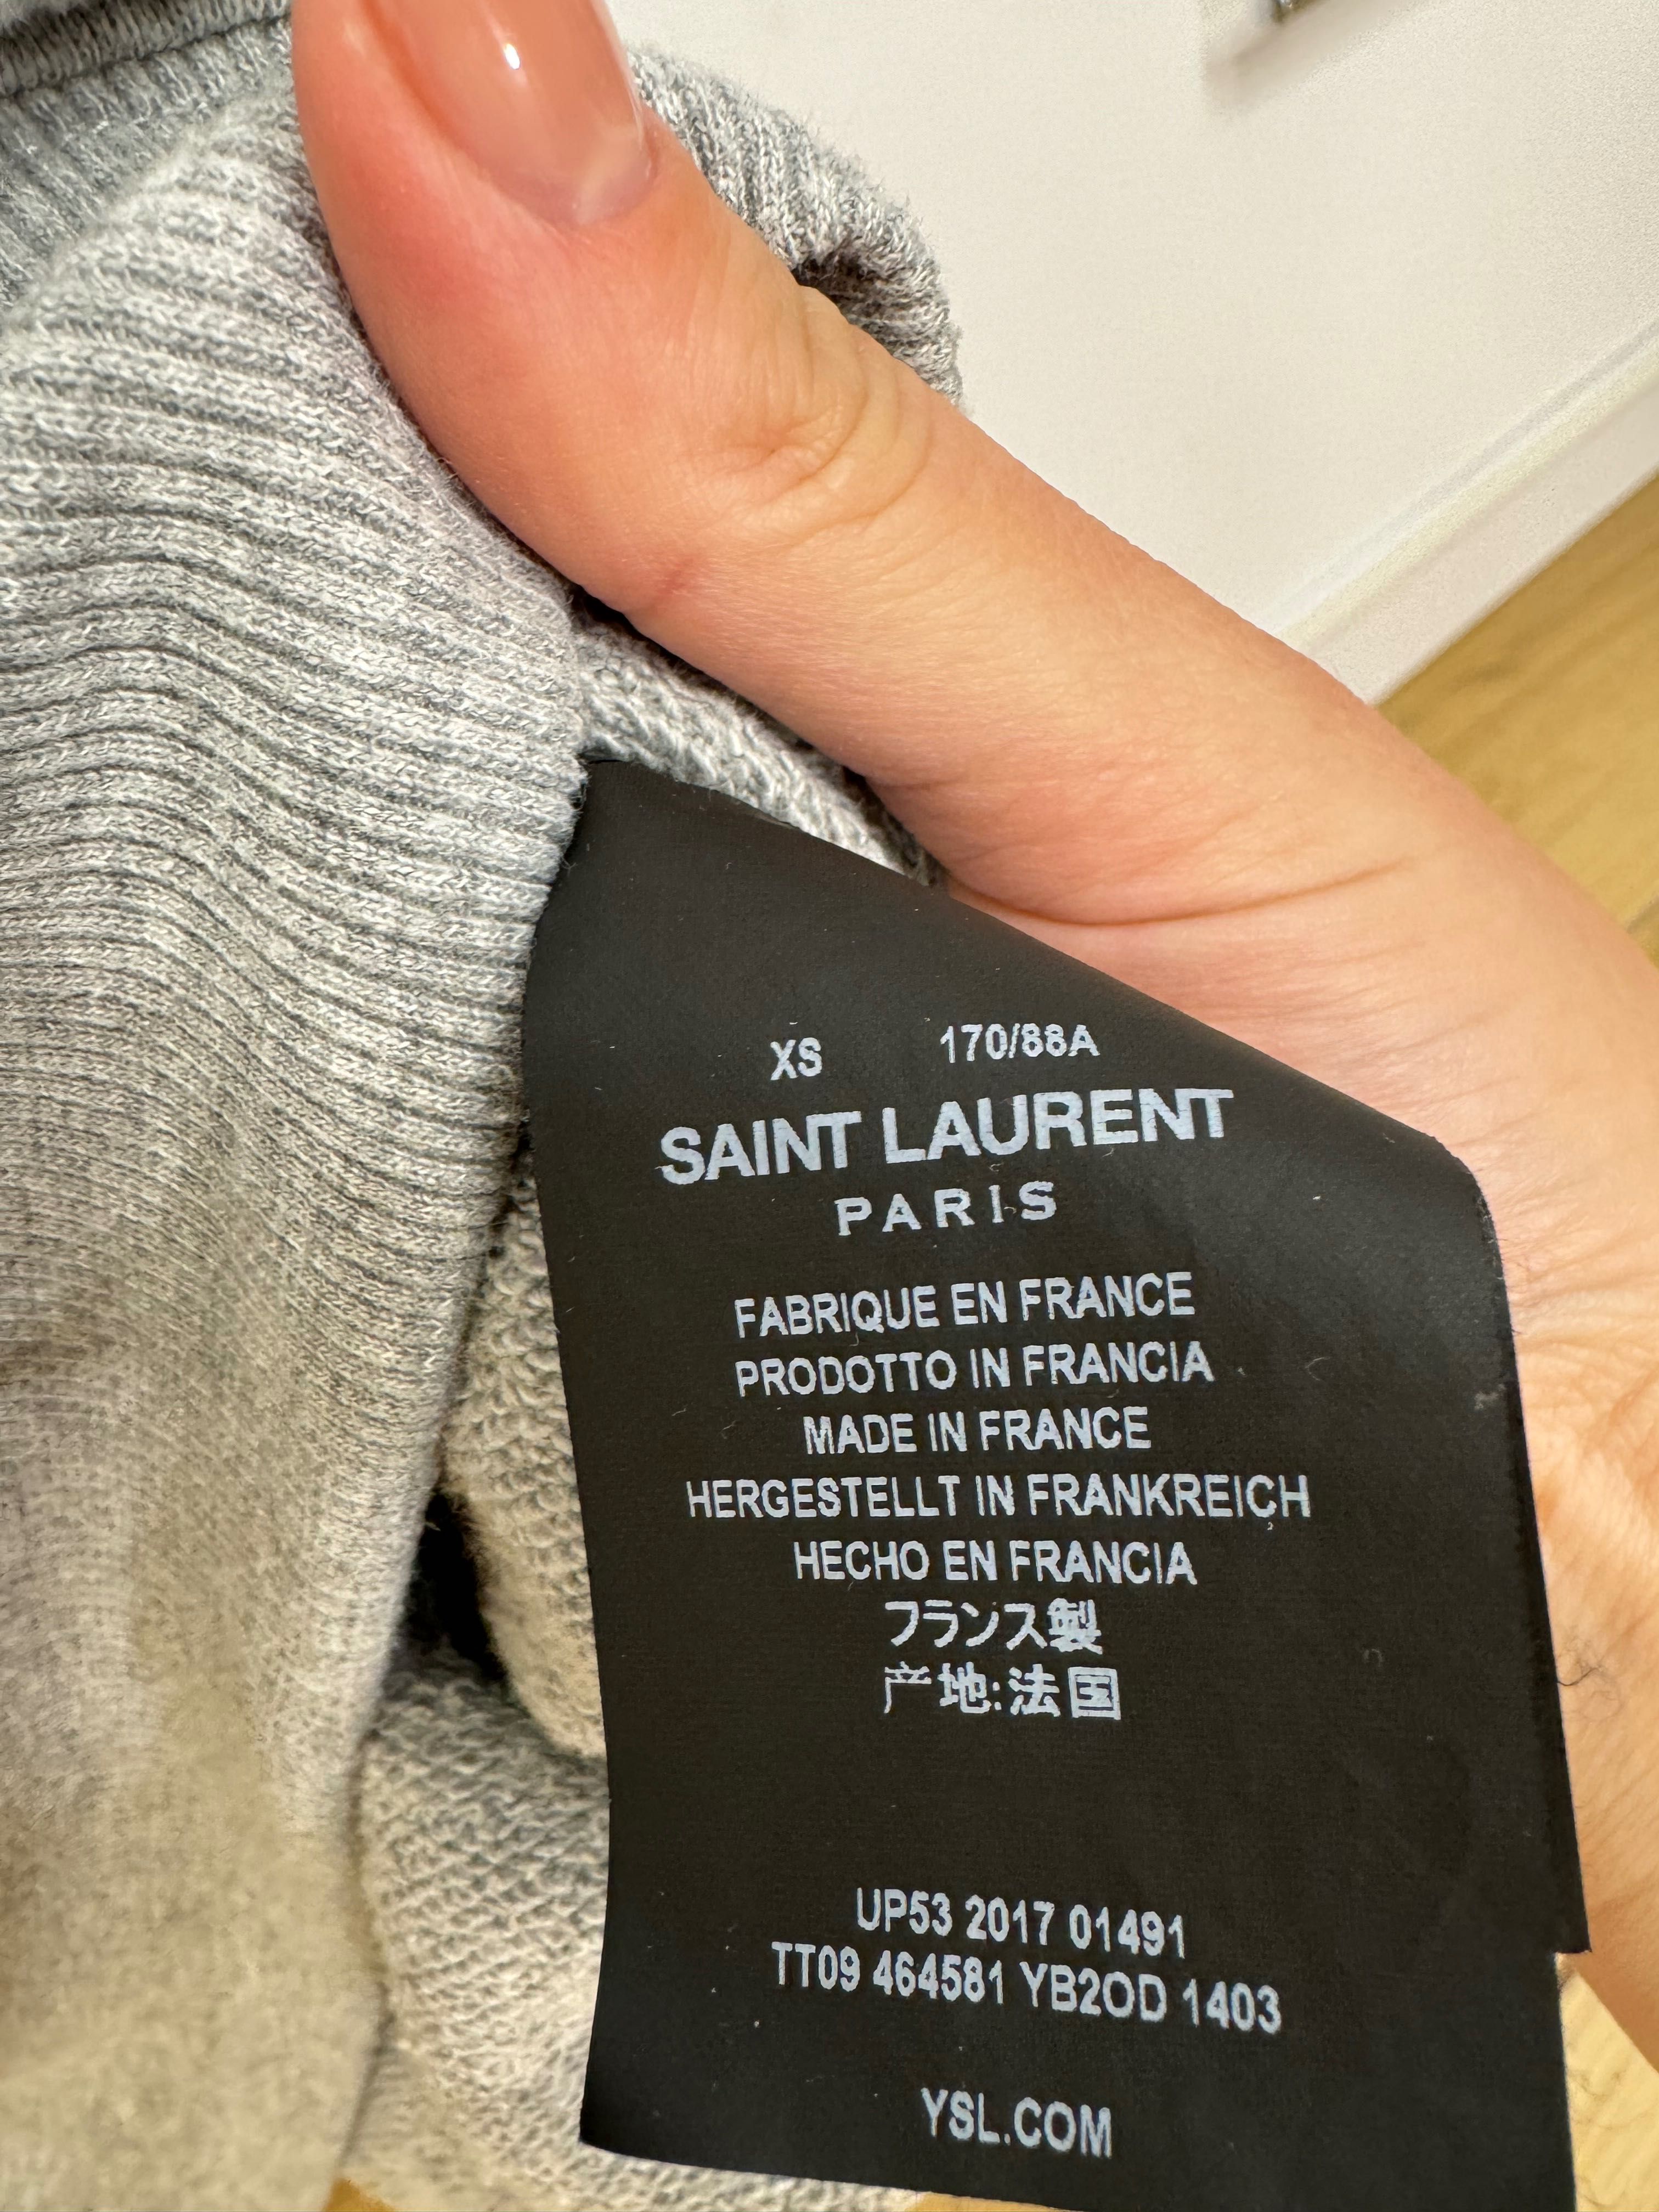 XS 170/88A
SAINT LAURENT
PARIS
FABRIQUE EN FRANCE
PRODOTTO IN FRANCIA
MADE IN FRANCE
HERGESTELLT IN FRANKREICH
HECHO EN FRANCIA
フランス製
产地:法国
UP53 2017 01491
TT09 464581 YB2OD 1403
YSL.COM